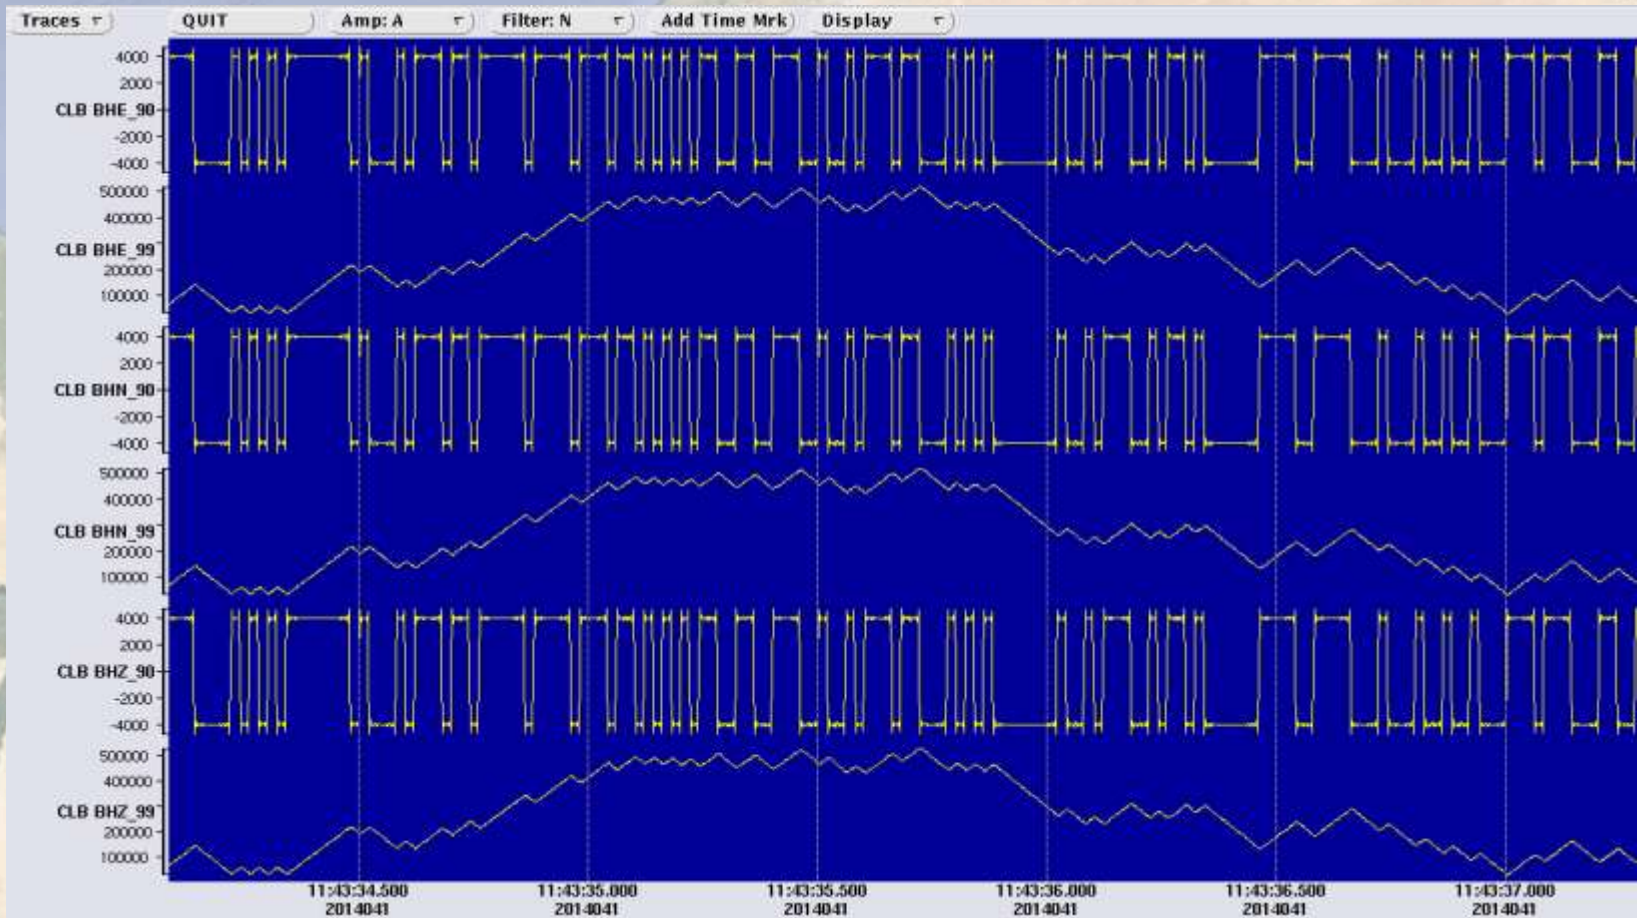 Traces QUIT Amp: A Filter: N Add Time Mrk Display
4000
2000
CLB BHE_90
-2000
-4000
500000
400000
CLB BHE_99
200000
100000
4000
2000
CLB BHN_90
-2000
-4000
500000
400000
CLB BHN_99
200000
100000
4000
2000
CLB BHZ_90
-2000
-4000
500000
400000
CLB BHZ_99
200000
100000
11:43:34.500 11:43:35.000 11:43:35.500 11:43:36.000 11:43:36.500 11:43:37.000
2014041 2014041 2014041 2014041 2014041 2014041